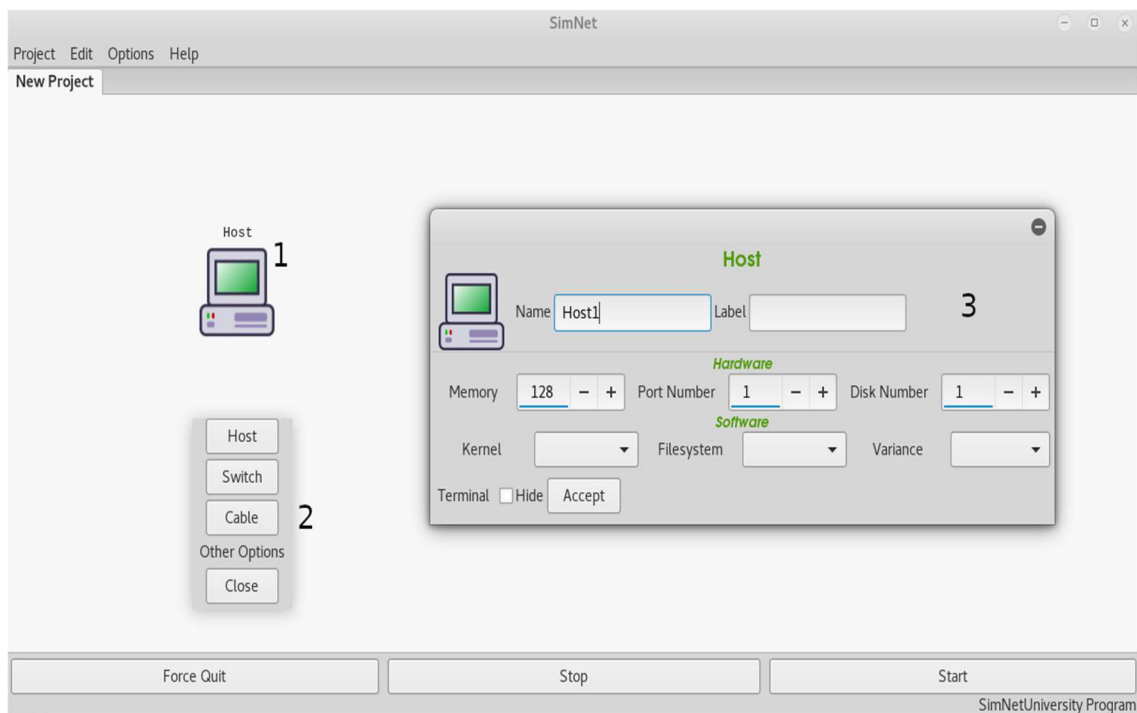 SimNet
Project Edit Options Help
New Project
Host
1
Host
Switch
Cable
2
Other Options
Close
Host
Name Host1 Label
3
Hardware
Memory 128 − + Port Number 1 − + Disk Number 1 − +
Software
Kernel Filesystem Variance
Terminal Hide Accept
Force Quit Stop Start
SimNetUniversity Program